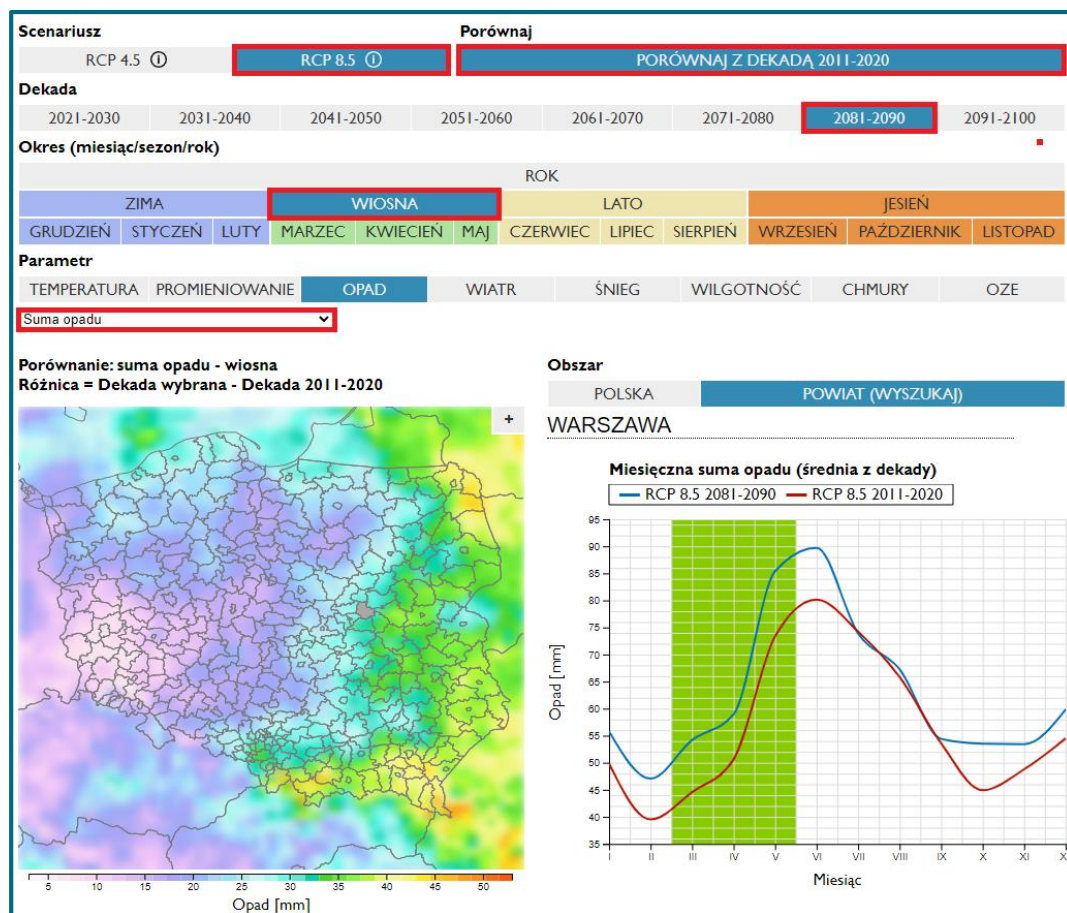 Scenariusz Porównaj
RCP 4.5 ⓘ RCP 8.5 ⓘ PORÓWNAJ Z DEKADĄ 2011-2020
Dekada
2021-2030 2031-2040 2041-2050 2051-2060 2061-2070 2071-2080 2081-2090 2091-2100
Okres (miesiąc/sezon/rok)
ROK
ZIMA WIOSNA LATO JESIEŃ
GRUDZIEŃ STYCZEŃ LUTY MARZEC KWIECIEŃ MAJ CZERWIEC LIPIEC SIERPIEŃ WRZESIEŃ PAŹDZIERNIK LISTOPAD
Parametr
TEMPERATURA PROMIENIOWANIE OPAD WIATR ŚNIEG WILGOTNOŚĆ CHMURY OZE
Suma opadu
Porównanie: suma opadu - wiosna
Różnica = Dekada wybrana - Dekada 2011-2020
+
5 10 15 20 25 30 35 40 45 50
Opad [mm]
Obszar
POLSKA POWIAT (WYSZUKAJ)
WARSZAWA
Miesięczna suma opadu (średnia z dekady)
RCP 8.5 2081-2090 RCP 8.5 2011-2020
95
90
85
80
75
70
65
60
55
50
45
40
35
Opad [mm]
I II III IV V VI VII VIII IX X XI X
Miesiąc